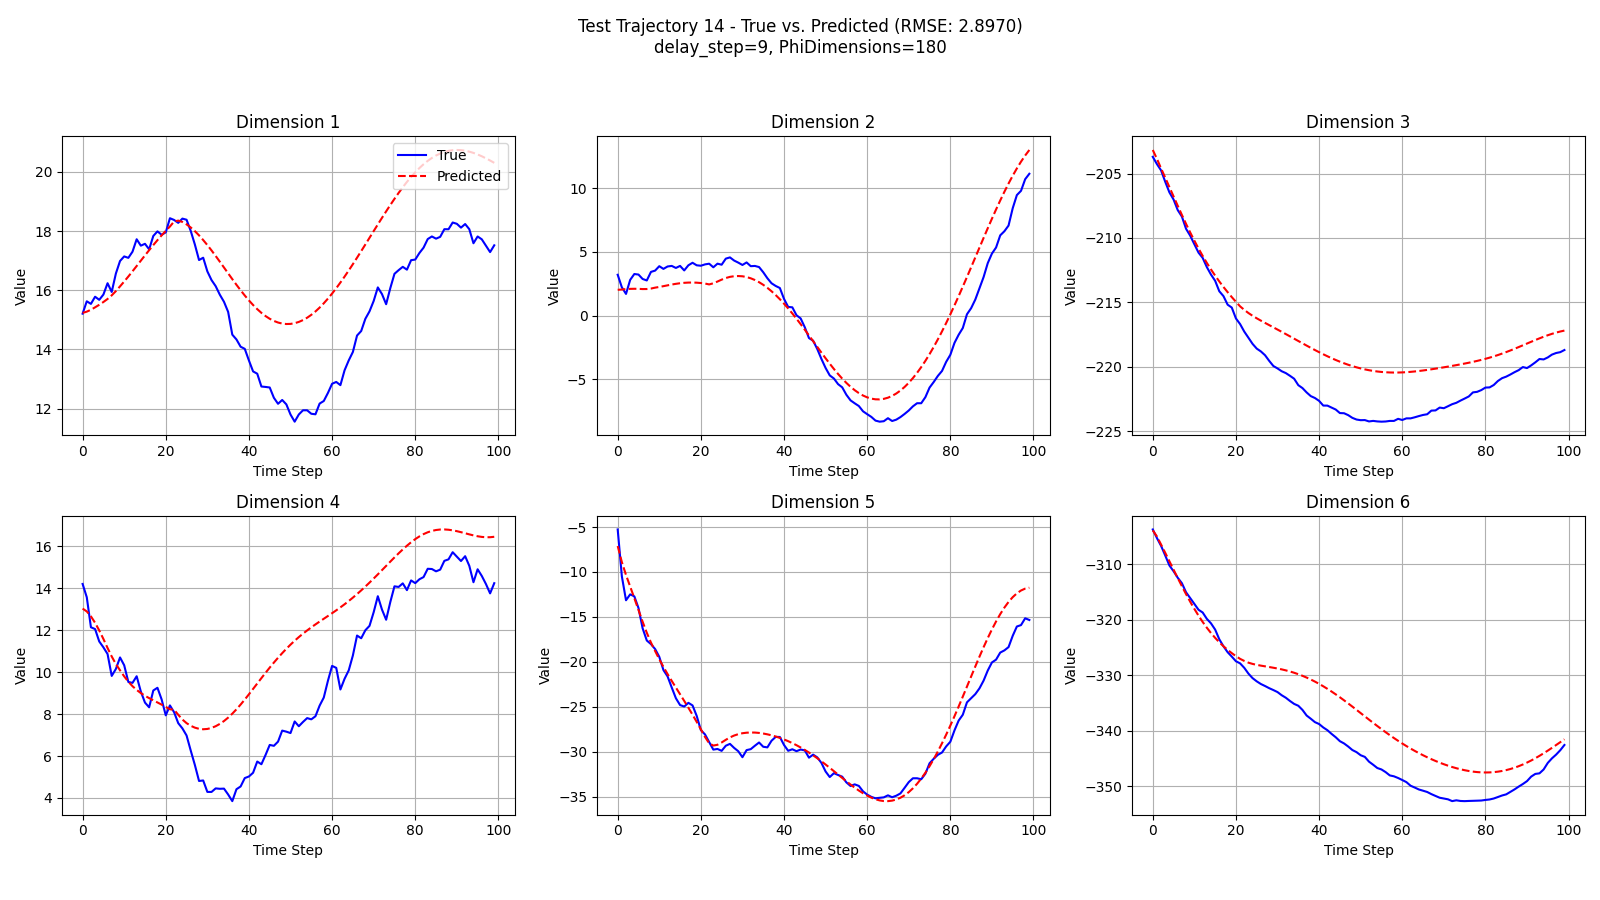 Test Trajectory 14 - True vs. Predicted (RMSE: 2.8970)
delay_step=9, PhiDimensions=180
Dimension 1
Value
20
18
16
14
12
0 20 40 60 80 100
Time Step
True
Predicted
Dimension 2
Value
10
5
0
−5
0 20 40 60 80 100
Time Step
Dimension 3
Value
−205
−210
−215
−220
−225
0 20 40 60 80 100
Time Step
Dimension 4
Value
16
14
12
10
8
6
4
0 20 40 60 80 100
Time Step
Dimension 5
Value
−5
−10
−15
−20
−25
−30
−35
0 20 40 60 80 100
Time Step
Dimension 6
Value
−310
−320
−330
−340
−350
0 20 40 60 80 100
Time Step